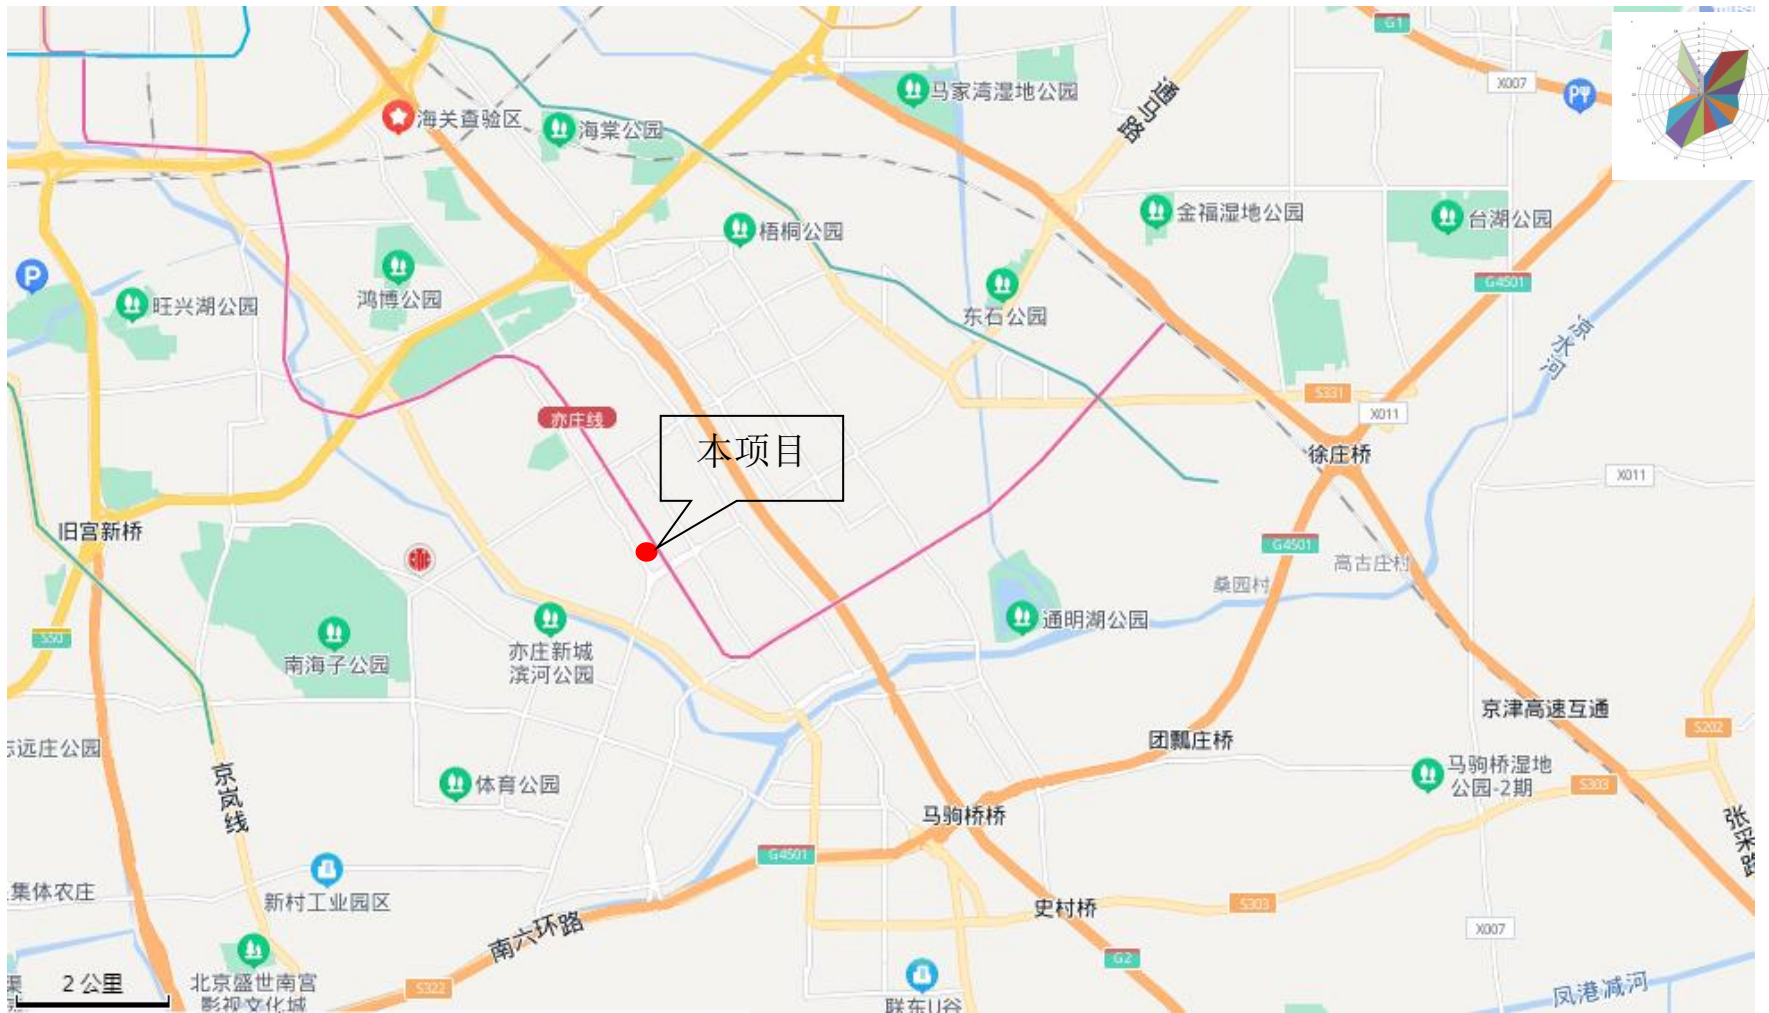 G1
X007
马家湾湿地公园
通马路
海关查验区
海棠公园
金福湿地公园
台湖公园
梧桐公园
P
G4501
鸿博公园
旺兴湖公园
东石公园
凉水河
S331
X011
亦庄线
本项目
徐庄桥
X011
旧宫新桥
G4501
高古庄村
桑园村
通明湖公园
S50
南海子公园
亦庄新城
滨河公园
京津高速互通
S202
团瓢庄桥
远庄公园
马驹桥湿地
公园-2期
S303
体育公园
京岚线
马驹桥桥
张采路
G4501
集体农庄
新村工业园区
史村桥
S303
南六环路
X007
G2
2公里
北京盛世南宫
影视文化城
S322
联东U谷
凤港减河